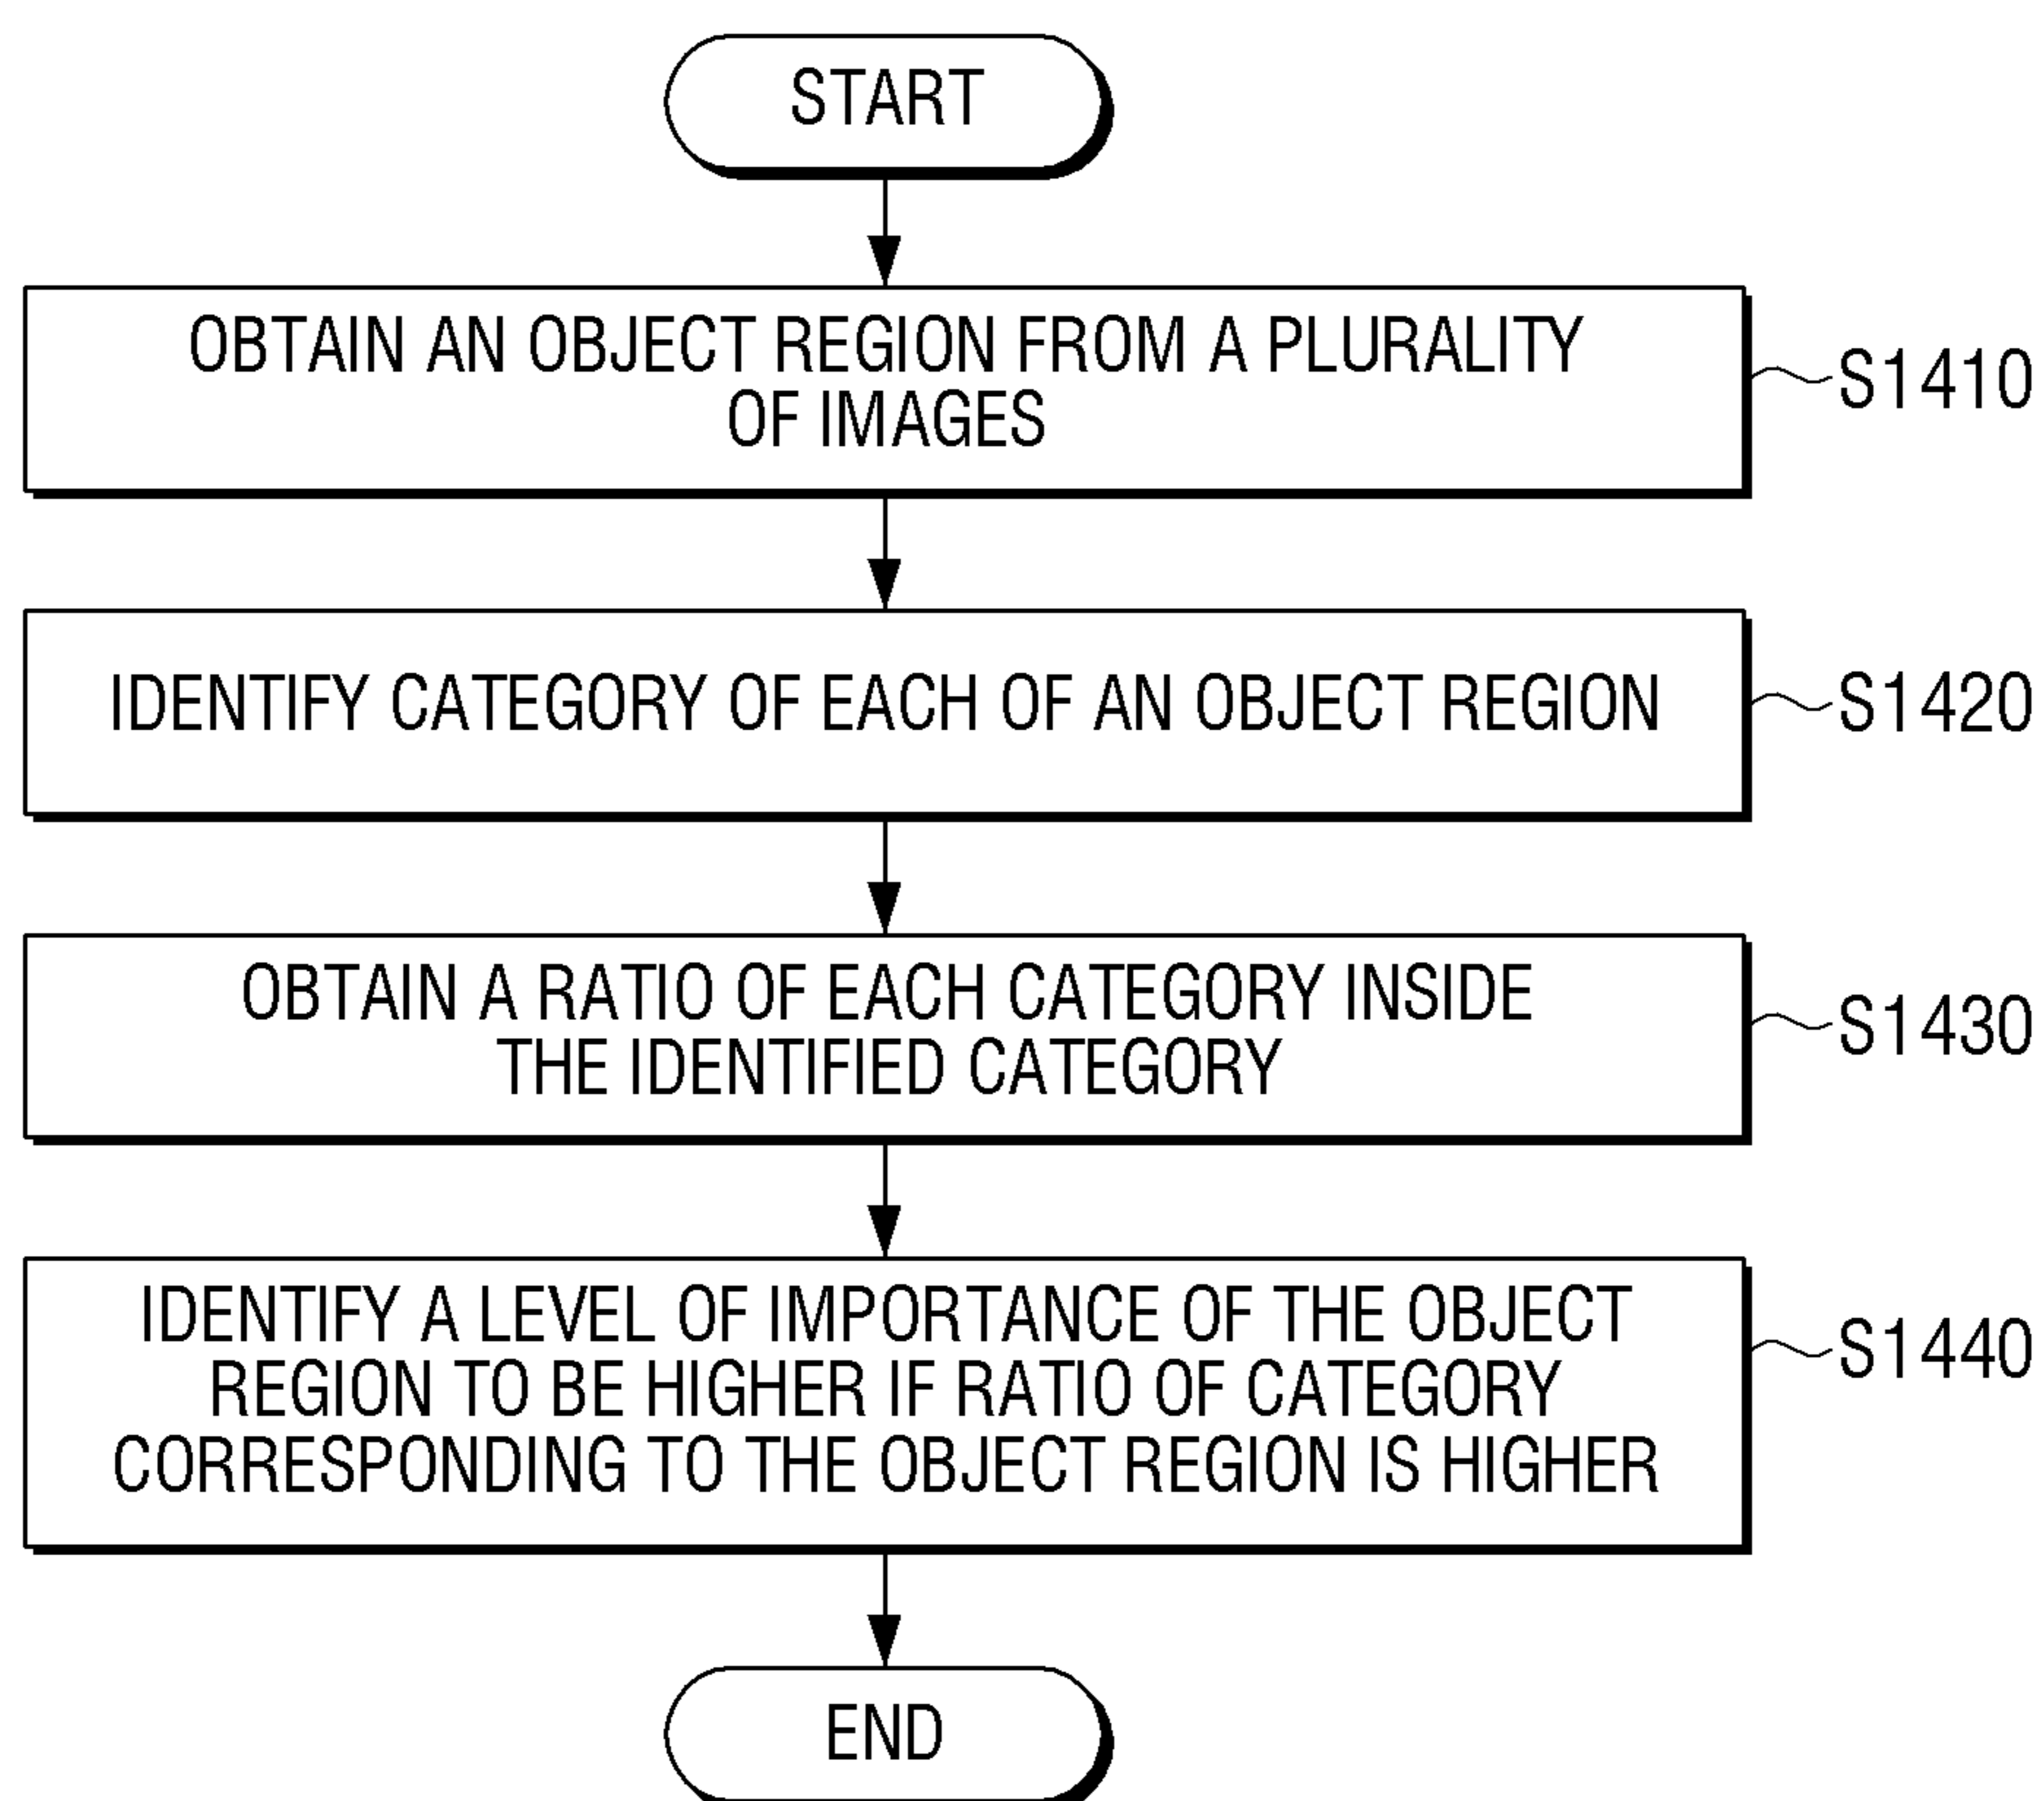 START
OBTAIN AN OBJECT REGION FROM A PLURALITY
OF IMAGES
S1410
IDENTIFY CATEGORY OF EACH OF AN OBJECT REGION
S1420
OBTAIN A RATIO OF EACH CATEGORY INSIDE
THE IDENTIFIED CATEGORY
S1430
IDENTIFY A LEVEL OF IMPORTANCE OF THE OBJECT
REGION TO BE HIGHER IF RATIO OF CATEGORY
CORRESPONDING TO THE OBJECT REGION IS HIGHER
S1440
END